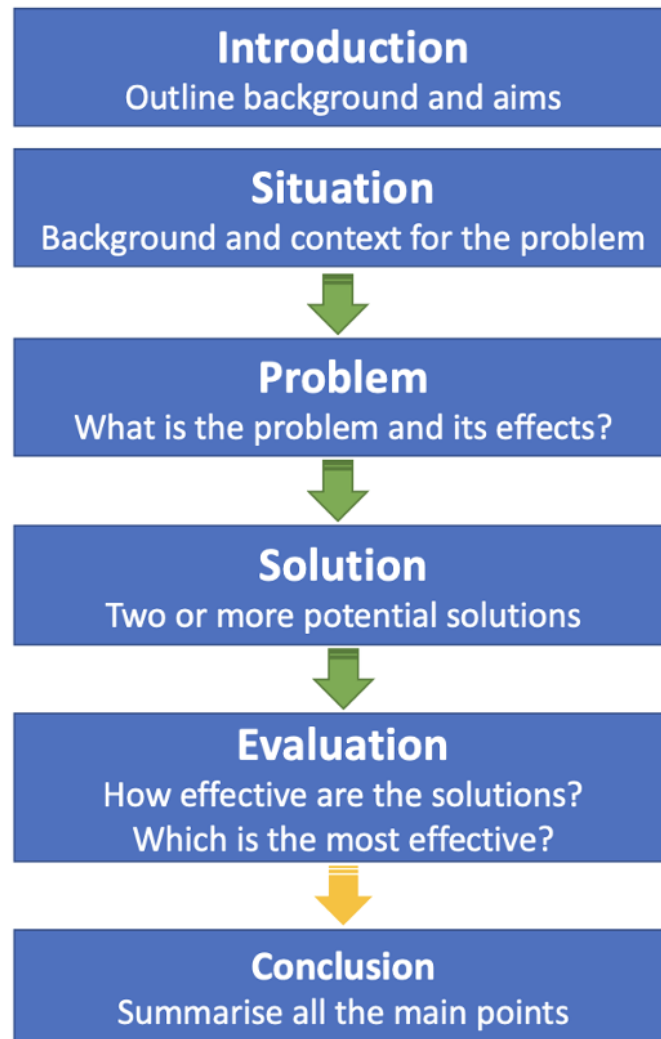 Introduction
Outline background and aims
Situation
Background and context for the problem
Problem
What is the problem and its effects?
Solution
Two or more potential solutions
Evaluation
How effective are the solutions?
Which is the most effective?
Conclusion
Summarise all the main points